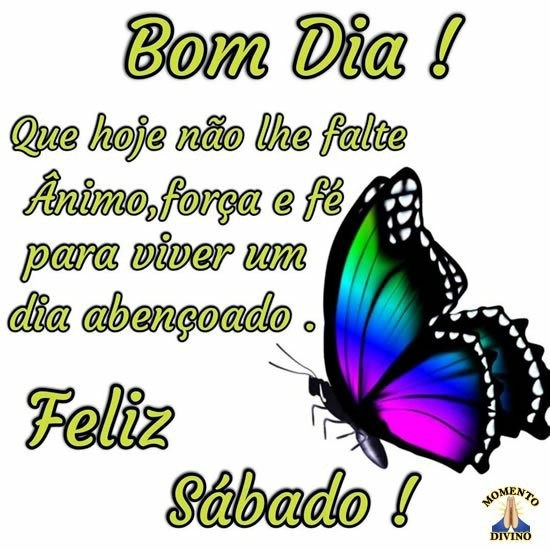 Bom Dia !
Que hoje não lhe falte
Ânimo,força e fé
para viver um
dia abençoado .
Feliz
Sábado !
MOMENTO
DIVINO